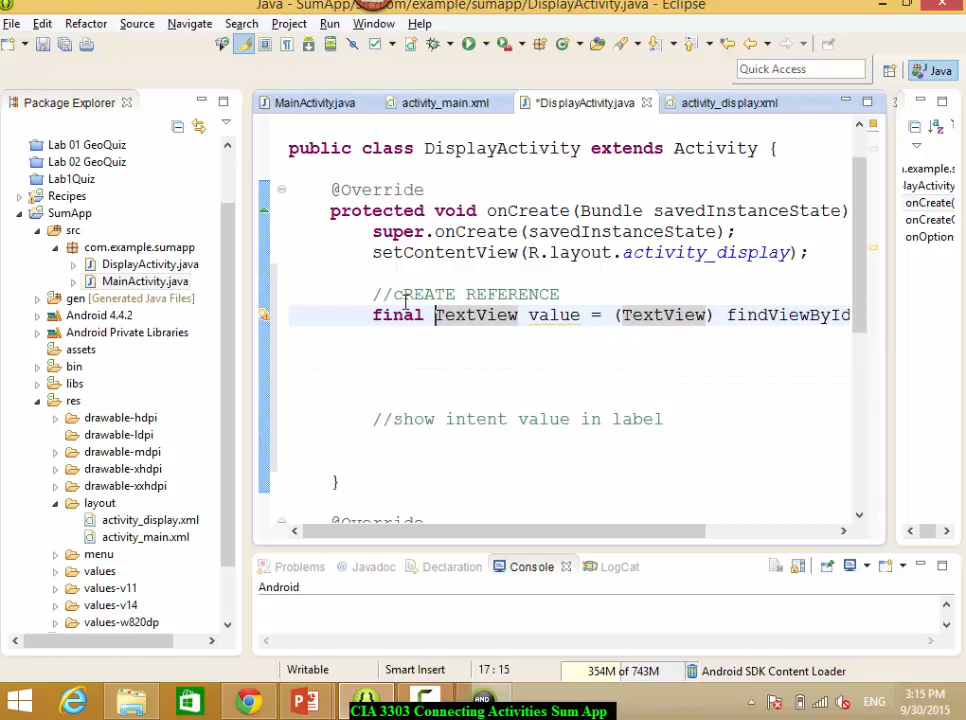 Java - SumApp/src/com/example/sumapp/DisplayActivity.java - Eclipse
File Edit Refactor Source Navigate Search Project Run Window Help
Quick Access
Java
Package Explorer
MainActivity.java
activity_main.xml
*DisplayActivity.java
activity_display.xml
Lab 01 GeoQuiz
Lab 02 GeoQuiz
Lab1Quiz
Recipes
SumApp
src
com.example.sumapp
DisplayActivity.java
MainActivity.java
gen [Generated Java Files]
Android 4.4.2
Android Private Libraries
assets
bin
libs
res
drawable-hdpi
drawable-ldpi
drawable-mdpi
drawable-xhdpi
drawable-xxhdpi
layout
activity_display.xml
activity_main.xml
menu
values
values-v11
values-v14
values-w820dp
public class DisplayActivity extends Activity {
@Override
protected void onCreate(Bundle savedInstanceState)
super.onCreate(savedInstanceState);
setContentView(R.layout.activity_display);
//cREATE REFERENCE
final TextView value = (TextView) findViewById
//show intent value in label
}
@Override
.example.s
layActivity
onCreate(
onCreateO
onOption
Problems
@ Javadoc
Declaration
Console
LogCat
Android
Writable
Smart Insert
17 : 15
354M of 743M
Android SDK Content Loader
CIA 3303 Connecting Activities Sum App
ENG
3:15 PM
9/30/2015